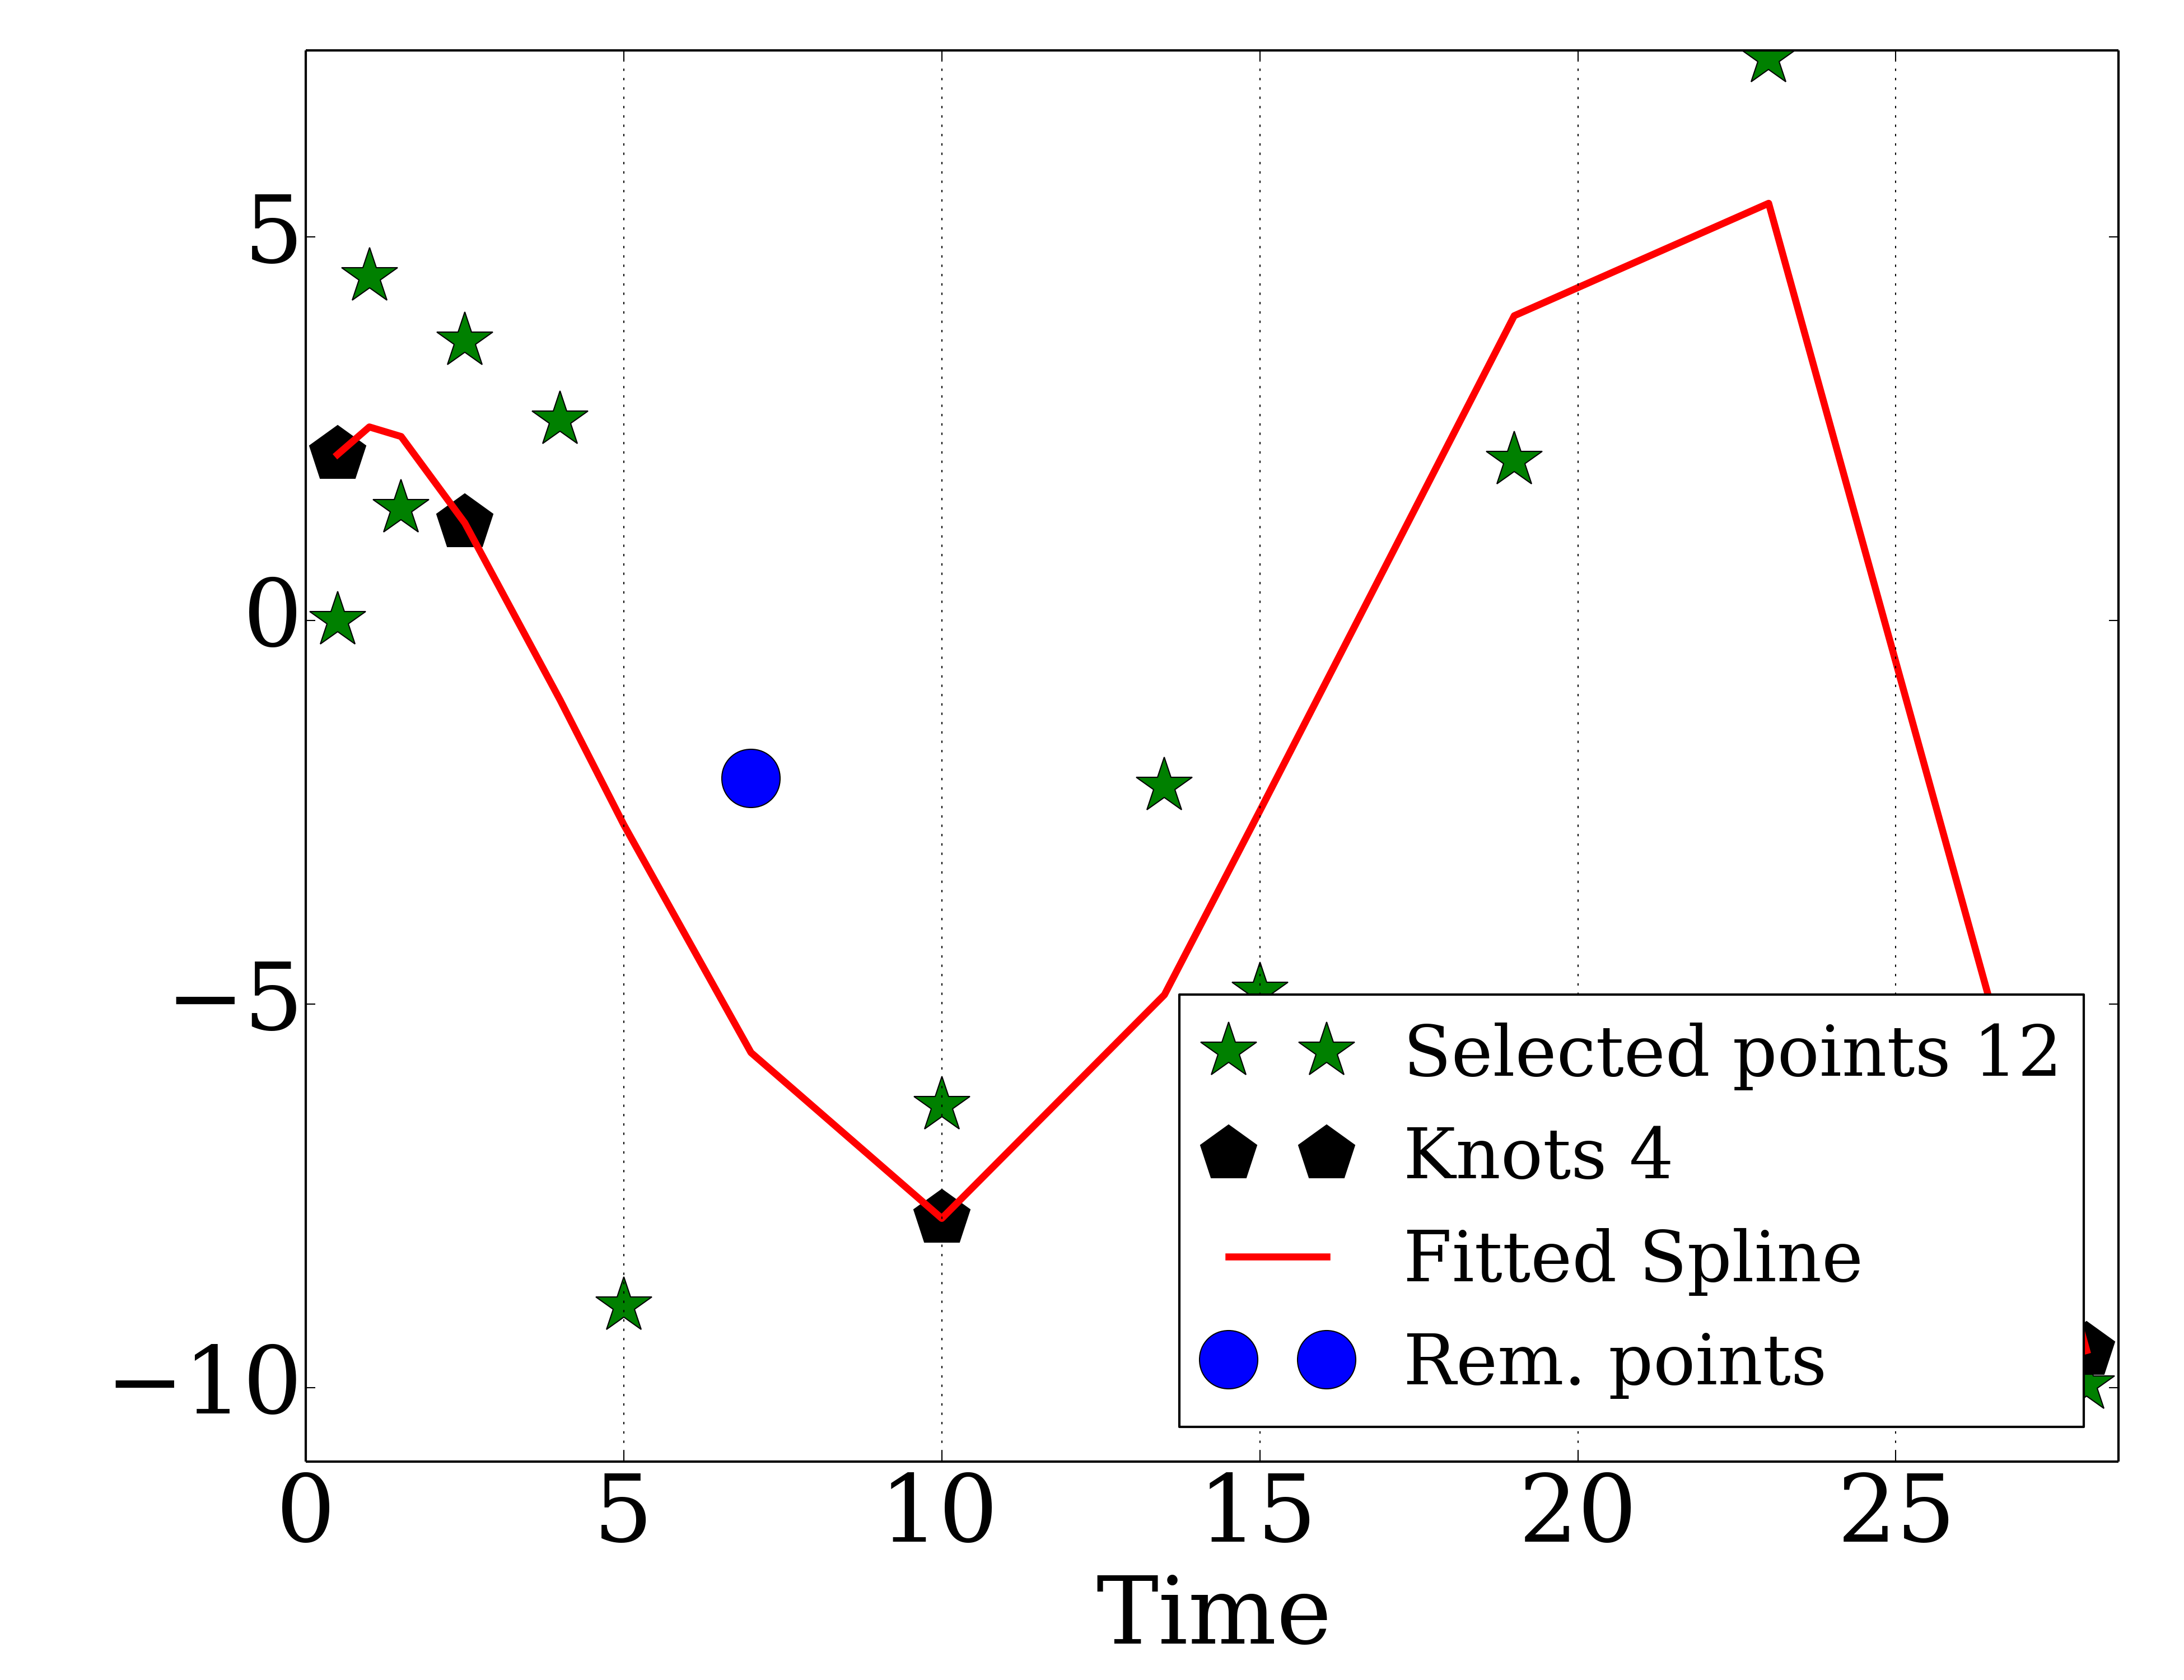 5
0
−5
−10
0 5 10 15 20 25
Time
Selected points 12
Knots 4
Fitted Spline
Rem. points